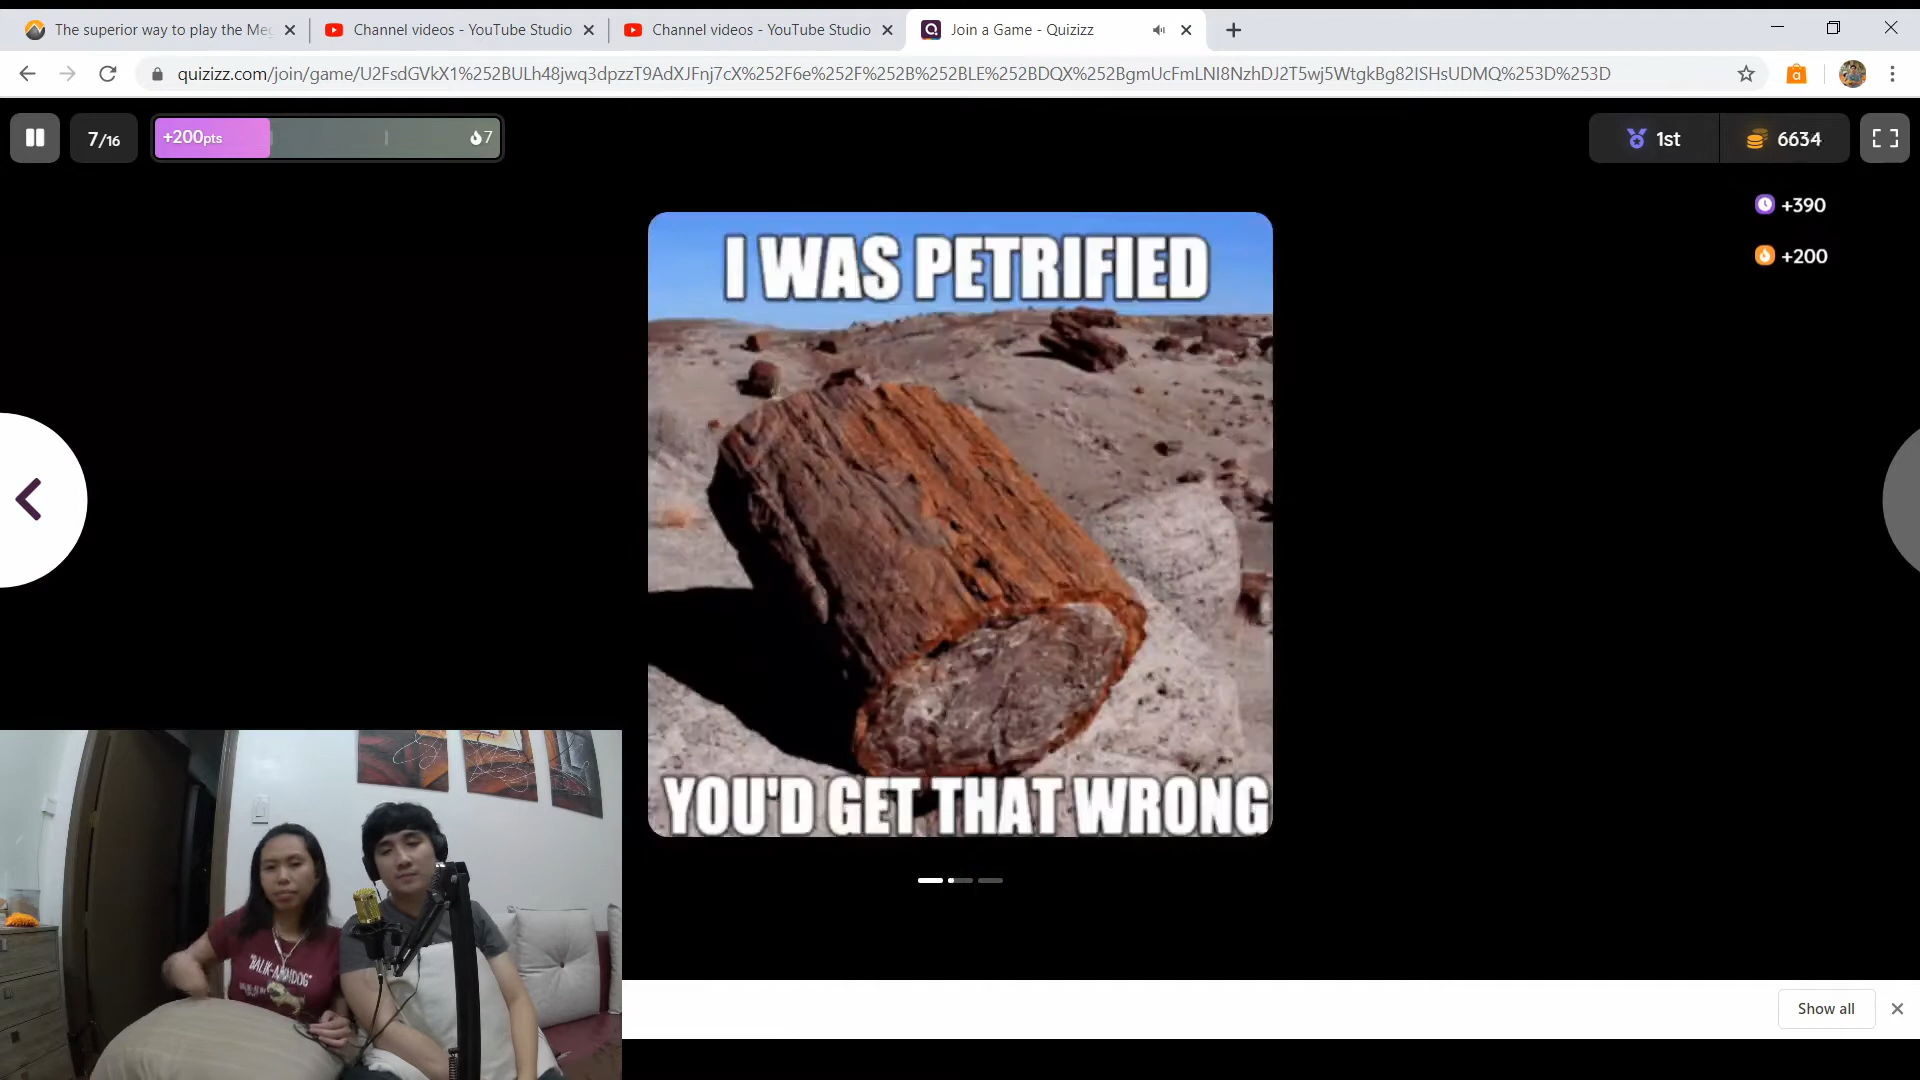 The superior way to play the Meg
Channel videos - YouTube Studio
Channel videos - YouTube Studio
Join a Game - Quizizz
quizizz.com/join/game/U2FsdGVkX1%252BULh48jwq3dpzzT9AdXJFnj7cX%252F6e%252F%252B%252BLE%252BDQX%252BgmUcFmLNI8NzhDJ2T5wj5WtgkBg82ISHsUDMQ%253D%253D
7/16
+200pts
7
1st
6634
+390
+200
I WAS PETRIFIED
YOU'D GET THAT WRONG
Show all